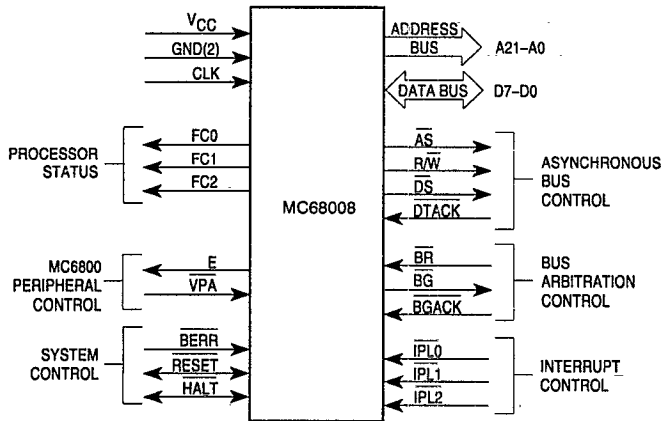 VCC
GND(2)
CLK
PROCESSOR
STATUS
FC0
FC1
FC2
MC6800
PERIPHERAL
CONTROL
E
VPA
SYSTEM
CONTROL
BERR
RESET
HALT
MC68008
ADDRESS
BUS
A21–A0
DATA BUS
D7–D0
AS
R/W
DS
DTACK
ASYNCHRONOUS
BUS
CONTROL
BR
BG
BGACK
BUS
ARBITRATION
CONTROL
IPL0
IPL1
IPL2
INTERRUPT
CONTROL